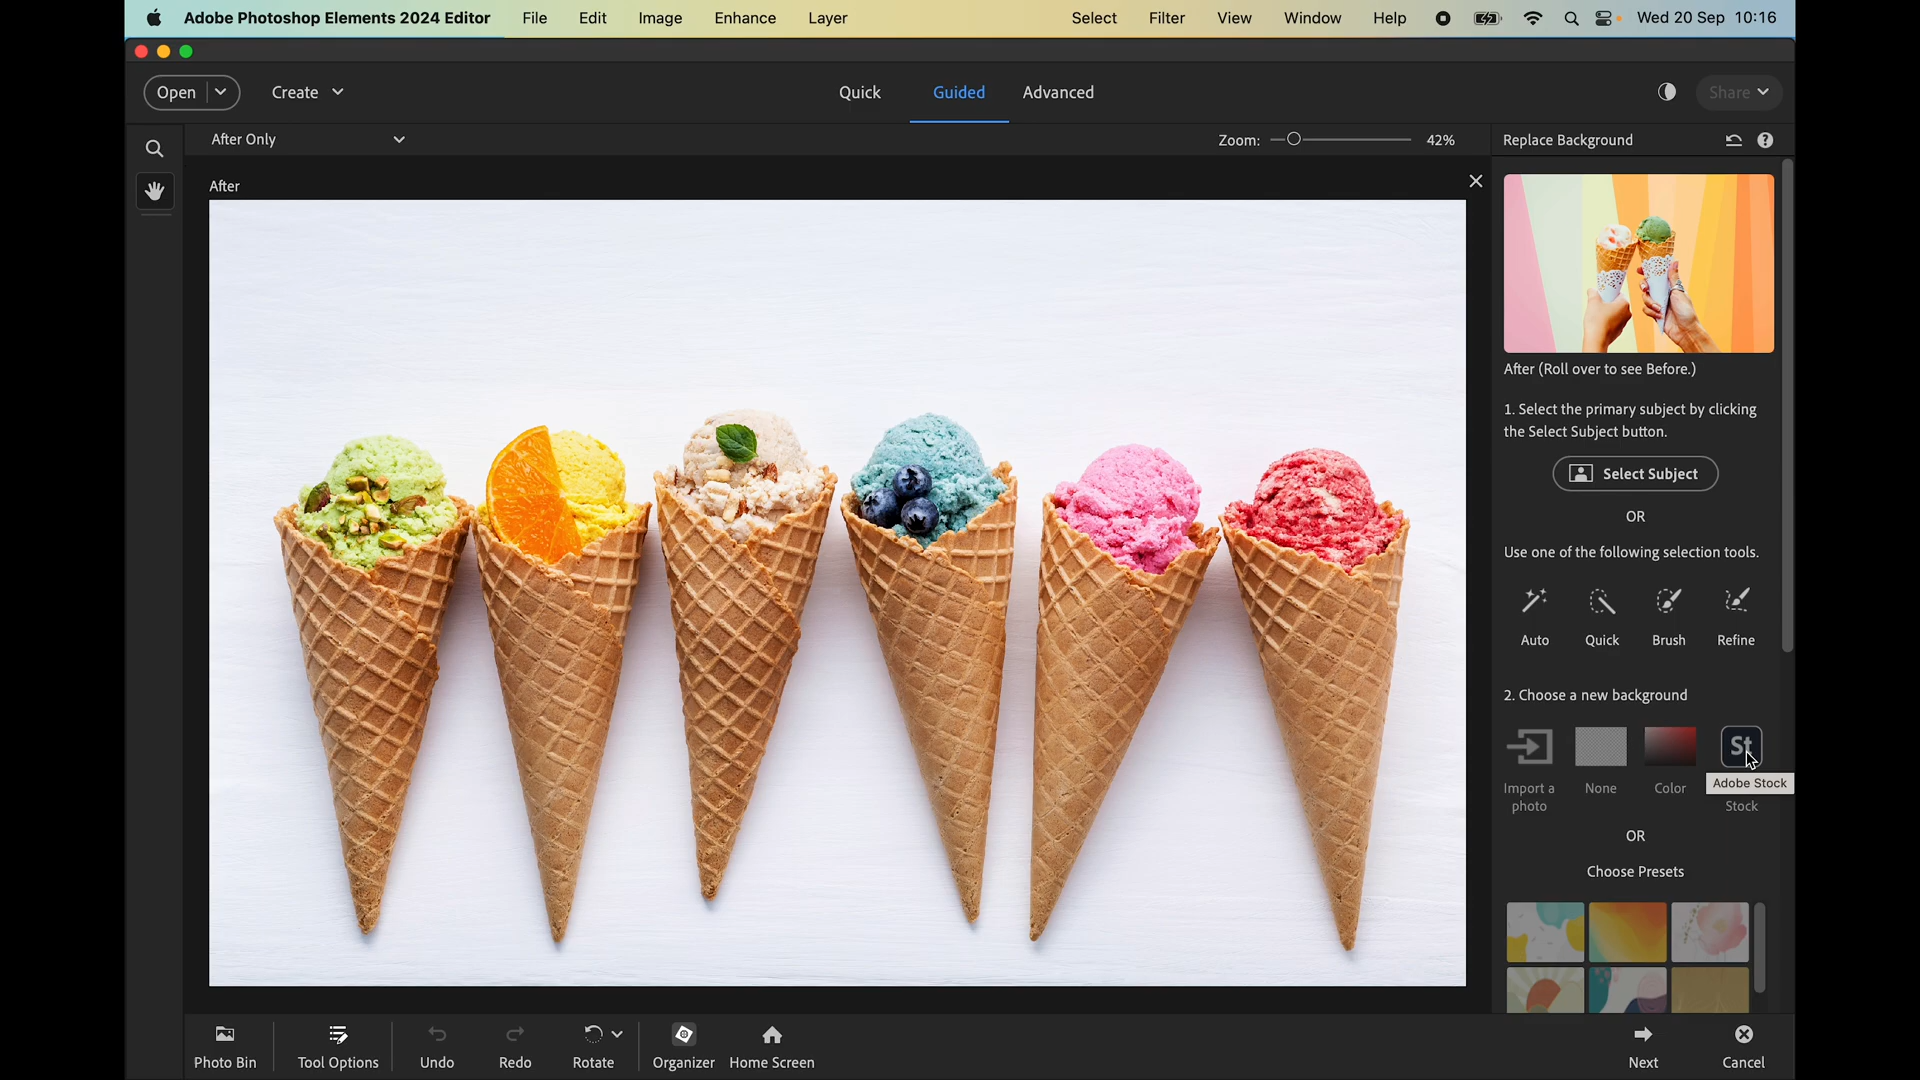 Adobe Photoshop Elements 2024 Editor File Edit Image Enhance Layer Select Filter View Window Help Wed 20 Sep 10:16
Open Create Quick Guided Advanced Share
After Only Zoom: 42% Replace Background
After
After (Roll over to see Before.)
1. Select the primary subject by clicking
the Select Subject button.
Select Subject
OR
Use one of the following selection tools.
Auto Quick Brush Refine
2. Choose a new background
St
Adobe Stock
Import a None Color
photo Stock
OR
Choose Presets
Photo Bin Tool Options Undo Redo Rotate Organizer Home Screen Next Cancel